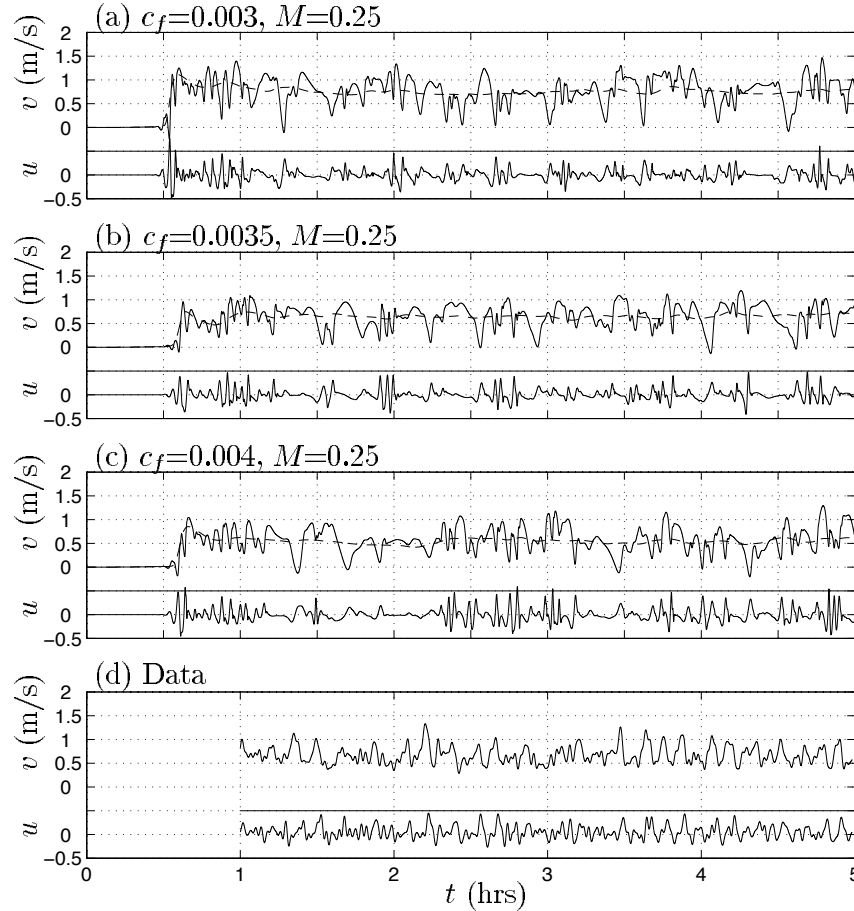 (a) c_f=0.003, M=0.25
v (m/s)
2
1.5
1
0.5
0
u
0
−0.5
(b) c_f=0.0035, M=0.25
v (m/s)
2
1.5
1
0.5
0
u
0
−0.5
(c) c_f=0.004, M=0.25
v (m/s)
2
1.5
1
0.5
0
u
0
−0.5
(d) Data
v (m/s)
2
1.5
1
0.5
0
u
0
−0.5
0 1 2 3 4 5
t (hrs)